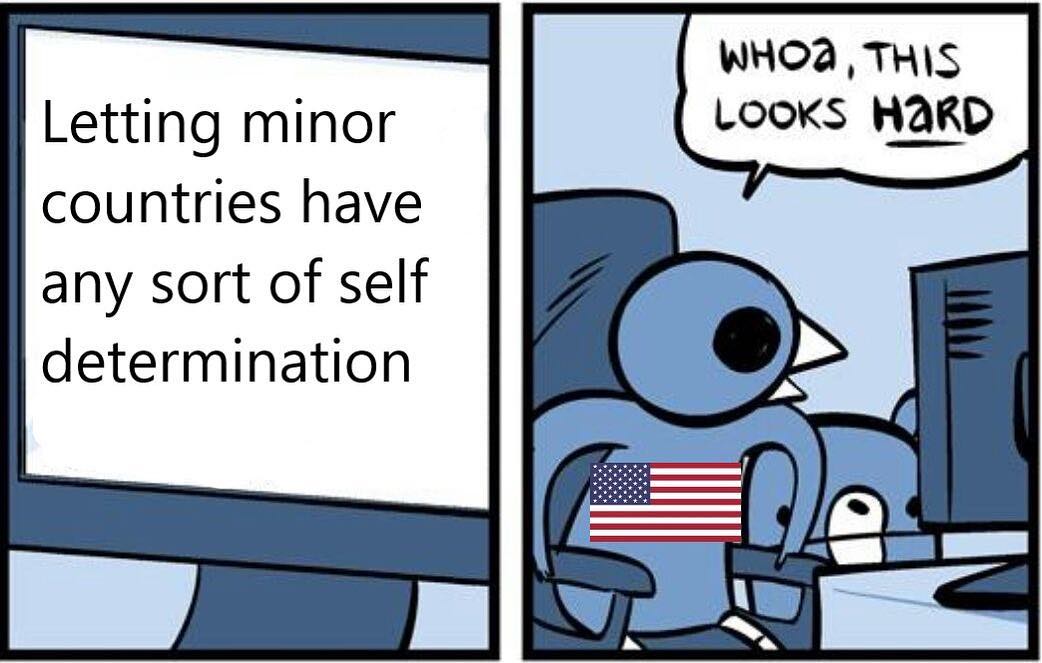 Letting minor
countries have
any sort of self
determination
WHOa, THIS
LOOKS HaRD